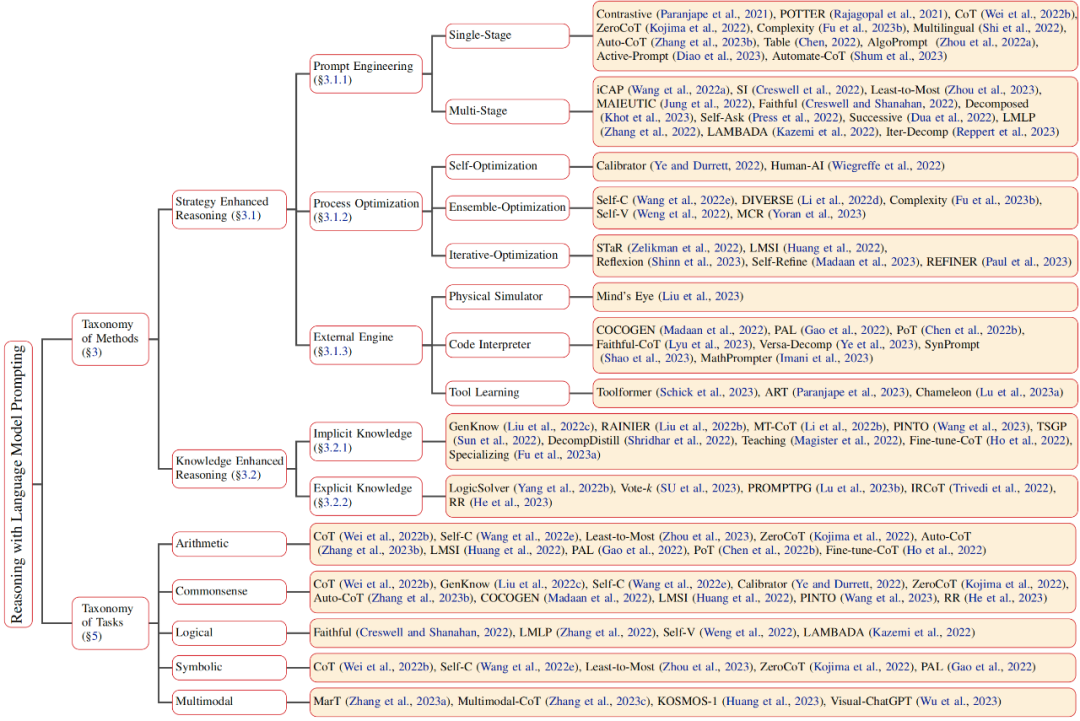 Reasoning with Language Model Prompting
Taxonomy
of Methods
(§3)
Strategy Enhanced
Reasoning (§3.1)
Prompt Engineering
(§3.1.1)
Single-Stage
Contrastive (Paranjape et al., 2021), POTTER (Rajagopal et al., 2021), CoT (Wei et al., 2022b),
ZeroCoT (Kojima et al., 2022), Complexity (Fu et al., 2023b), Multilingual (Shi et al., 2022),
Auto-CoT (Zhang et al., 2023b), Table (Chen, 2022), AlgoPrompt (Zhou et al., 2022a),
Active-Prompt (Diao et al., 2023), Automate-CoT (Shum et al., 2023)
Multi-Stage
iCAP (Wang et al., 2022a), SI (Creswell et al., 2022), Least-to-Most (Zhou et al., 2023),
MAIEUTIC (Jung et al., 2022), Faithful (Creswell and Shanahan, 2022), Decomposed
(Khot et al., 2023), Self-Ask (Press et al., 2022), Successive (Dua et al., 2022), LMLP
(Zhang et al., 2022), LAMBADA (Kazemi et al., 2022), Iter-Decomp (Reppert et al., 2023)
Process Optimization
(§3.1.2)
Self-Optimization
Calibrator (Ye and Durrett, 2022), Human-AI (Wiegreffe et al., 2022)
Ensemble-Optimization
Self-C (Wang et al., 2022e), DIVERSE (Li et al., 2022d), Complexity (Fu et al., 2023b),
Self-V (Weng et al., 2022), MCR (Yoran et al., 2023)
Iterative-Optimization
STaR (Zelikman et al., 2022), LMSI (Huang et al., 2022),
Reflexion (Shinn et al., 2023), Self-Refine (Madaan et al., 2023), REFINER (Paul et al., 2023)
External Engine
(§3.1.3)
Physical Simulator
Mind's Eye (Liu et al., 2023)
Code Interpreter
COCOGEN (Madaan et al., 2022), PAL (Gao et al., 2022), PoT (Chen et al., 2022b),
Faithful-CoT (Lyu et al., 2023), Versa-Decomp (Ye et al., 2023), SynPrompt
(Shao et al., 2023), MathPrompter (Imani et al., 2023)
Tool Learning
Toolformer (Schick et al., 2023), ART (Paranjape et al., 2023), Chameleon (Lu et al., 2023a)
Knowledge Enhanced
Reasoning (§3.2)
Implicit Knowledge
(§3.2.1)
GenKnow (Liu et al., 2022c), RAINIER (Liu et al., 2022b), MT-CoT (Li et al., 2022b), PINTO (Wang et al., 2023), TSGP
(Sun et al., 2022), DecompDistill (Shridhar et al., 2022), Teaching (Magister et al., 2022), Fine-tune-CoT (Ho et al., 2022),
Specializing (Fu et al., 2023a)
Explicit Knowledge
(§3.2.2)
LogicSolver (Yang et al., 2022b), Vote-k (SU et al., 2023), PROMPTPG (Lu et al., 2023b), IRCoT (Trivedi et al., 2022),
RR (He et al., 2023)
Taxonomy
of Tasks
(§5)
Arithmetic
CoT (Wei et al., 2022b), Self-C (Wang et al., 2022e), Least-to-Most (Zhou et al., 2023), ZeroCoT (Kojima et al., 2022), Auto-CoT
(Zhang et al., 2023b), LMSI (Huang et al., 2022), PAL (Gao et al., 2022), PoT (Chen et al., 2022b), Fine-tune-CoT (Ho et al., 2022)
Commonsense
CoT (Wei et al., 2022b), GenKnow (Liu et al., 2022c), Self-C (Wang et al., 2022e), Calibrator (Ye and Durrett, 2022), ZeroCoT (Kojima et al., 2022),
Auto-CoT (Zhang et al., 2023b), COCOGEN (Madaan et al., 2022), LMSI (Huang et al., 2022), PINTO (Wang et al., 2023), RR (He et al., 2023)
Logical
Faithful (Creswell and Shanahan, 2022), LMLP (Zhang et al., 2022), Self-V (Weng et al., 2022), LAMBADA (Kazemi et al., 2022)
Symbolic
CoT (Wei et al., 2022b), Self-C (Wang et al., 2022e), Least-to-Most (Zhou et al., 2023), ZeroCoT (Kojima et al., 2022), PAL (Gao et al., 2022)
Multimodal
MarT (Zhang et al., 2023a), Multimodal-CoT (Zhang et al., 2023c), KOSMOS-1 (Huang et al., 2023), Visual-ChatGPT (Wu et al., 2023)